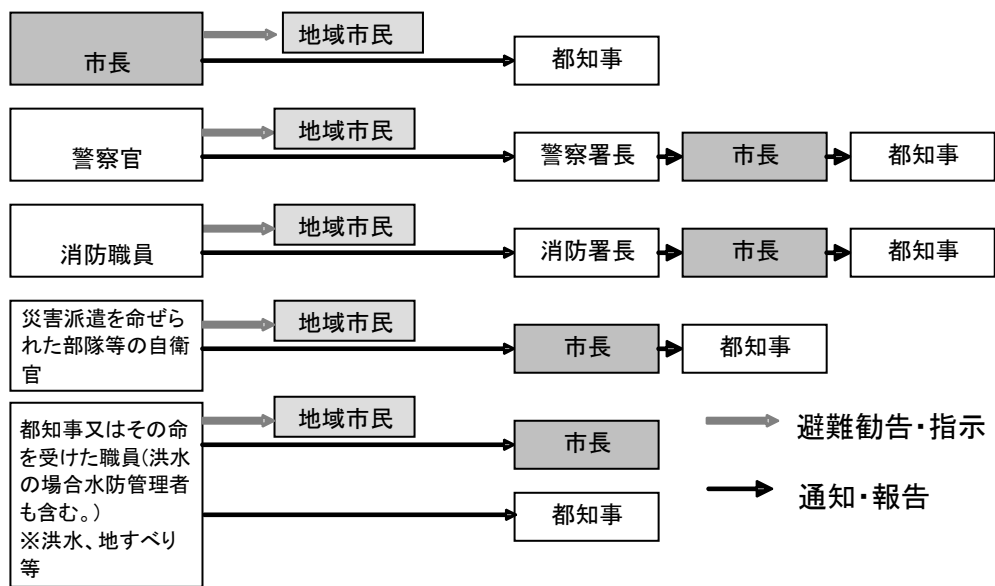 地域市民
市長
都知事
地域市民
警察官
警察署長
市長
都知事
地域市民
消防職員
消防署長
市長
都知事
災害派遣を命ぜら
れた部隊等の自衛
官
地域市民
市長
都知事
都知事又はその命
を受けた職員(洪水
の場合水防管理者
も含む。)
※洪水、地すべり
等
地域市民
市長
都知事
避難勧告・指示
通知・報告